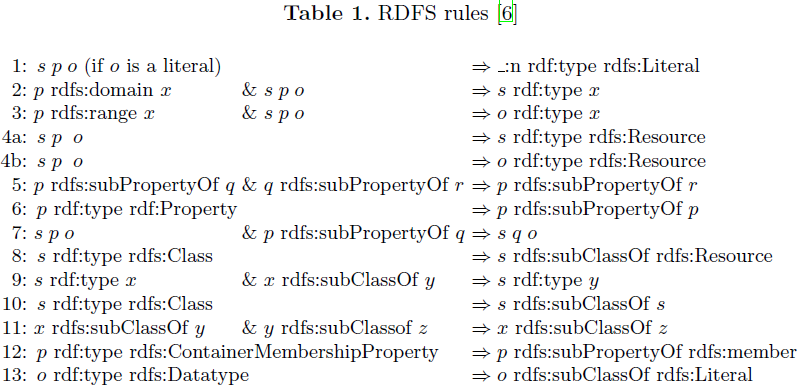 Table 1. RDFS rules [6]
1: s p o (if o is a literal) ⇒ _:n rdf:type rdfs:Literal
2: p rdfs:domain x & s p o ⇒ s rdf:type x
3: p rdfs:range x & s p o ⇒ o rdf:type x
4a: s p o ⇒ s rdf:type rdfs:Resource
4b: s p o ⇒ o rdf:type rdfs:Resource
5: p rdfs:subPropertyOf q & q rdfs:subPropertyOf r ⇒ p rdfs:subPropertyOf r
6: p rdf:type rdf:Property ⇒ p rdfs:subPropertyOf p
7: s p o & p rdfs:subPropertyOf q ⇒ s q o
8: s rdf:type rdfs:Class ⇒ s rdfs:subClassOf rdfs:Resource
9: s rdf:type x & x rdfs:subClassOf y ⇒ s rdf:type y
10: s rdf:type rdfs:Class ⇒ s rdfs:subClassOf s
11: x rdfs:subClassOf y & y rdfs:subClassof z ⇒ x rdfs:subClassOf z
12: p rdf:type rdfs:ContainerMembershipProperty ⇒ p rdfs:subPropertyOf rdfs:member
13: o rdf:type rdfs:Datatype ⇒ o rdfs:subClassOf rdfs:Literal